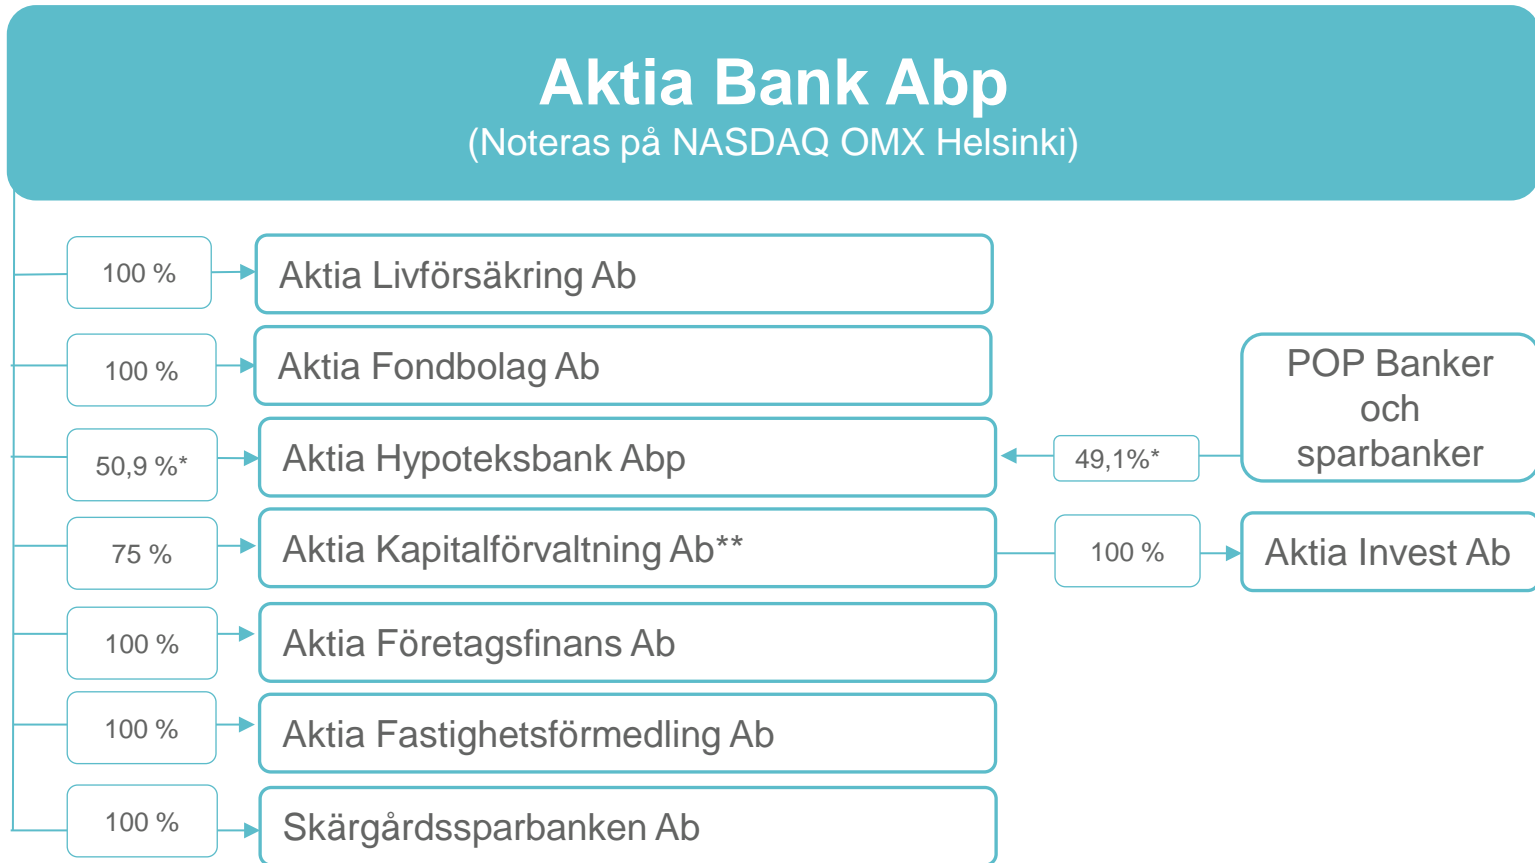 Aktia Bank Abp
(Noteras på NASDAQ OMX Helsinki)
100 %
Aktia Livförsäkring Ab
100 %
Aktia Fondbolag Ab
50,9 %*
Aktia Hypoteksbank Abp
49,1%*
POP Banker
och
sparbanker
75 %
Aktia Kapitalförvaltning Ab**
100 %
Aktia Invest Ab
100 %
Aktia Företagsfinans Ab
100 %
Aktia Fastighetsförmedling Ab
100 %
Skärgårdssparbanken Ab